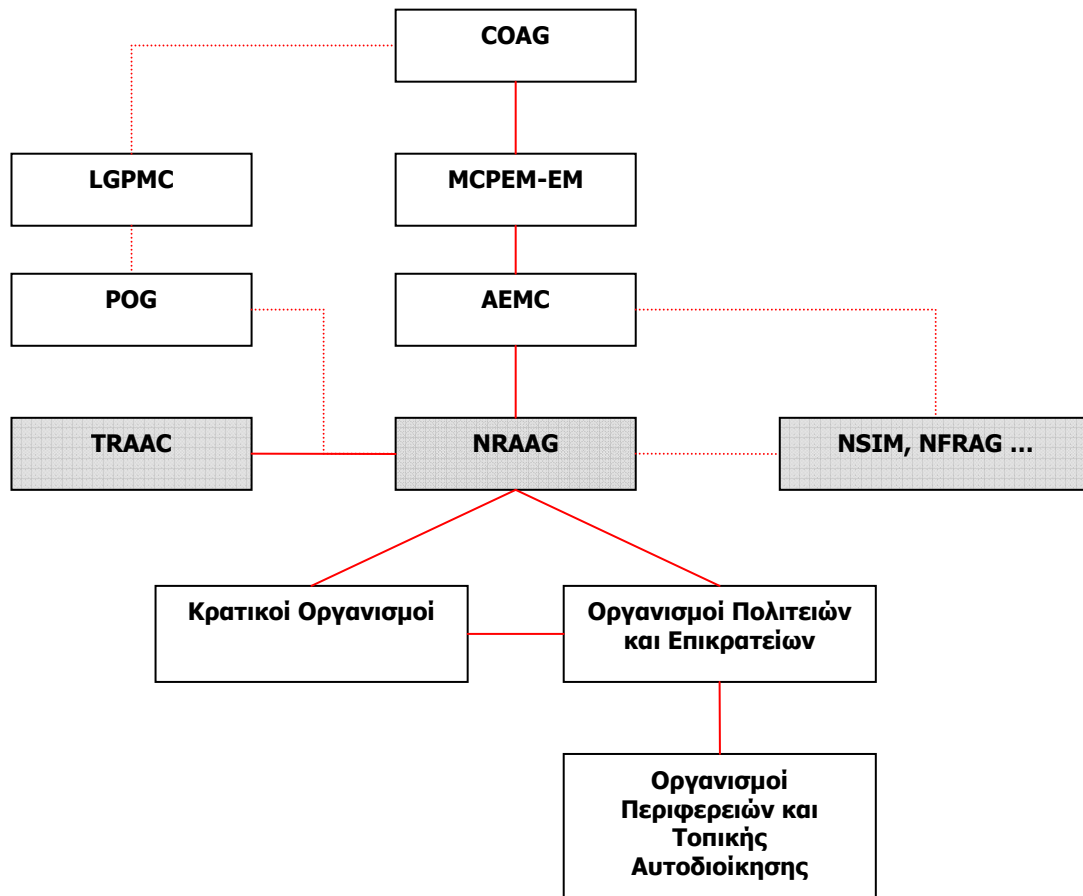 COAG
LGPMC
MCPEM-EM
POG
AEMC
TRAAC
NRAAG
NSIM, NFRAG ...
Κρατικοί Οργανισμοί
Οργανισμοί Πολιτειών
και Επικρατείων
Οργανισμοί
Περιφερειών και
Τοπικής
Αυτοδιοίκησης